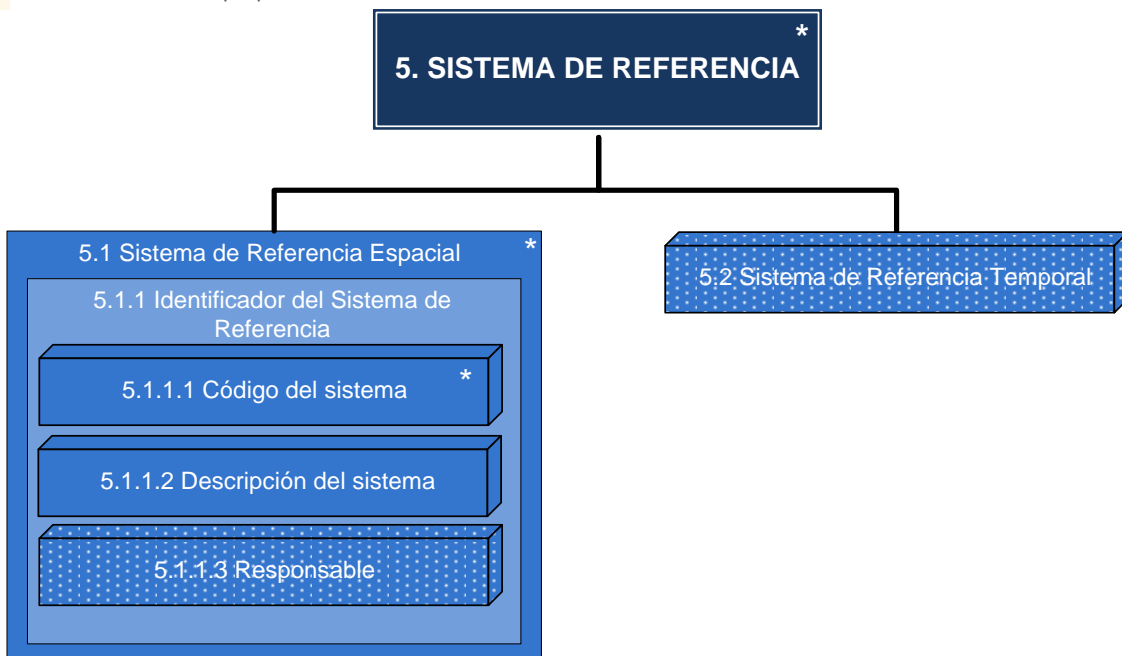 5. SISTEMA DE REFERENCIA *
5.1 Sistema de Referencia Espacial *
5.1.1 Identificador del Sistema de
Referencia
5.1.1.1 Código del sistema *
5.1.1.2 Descripción del sistema
5.1.1.3 Responsable
5.2 Sistema de Referencia Temporal